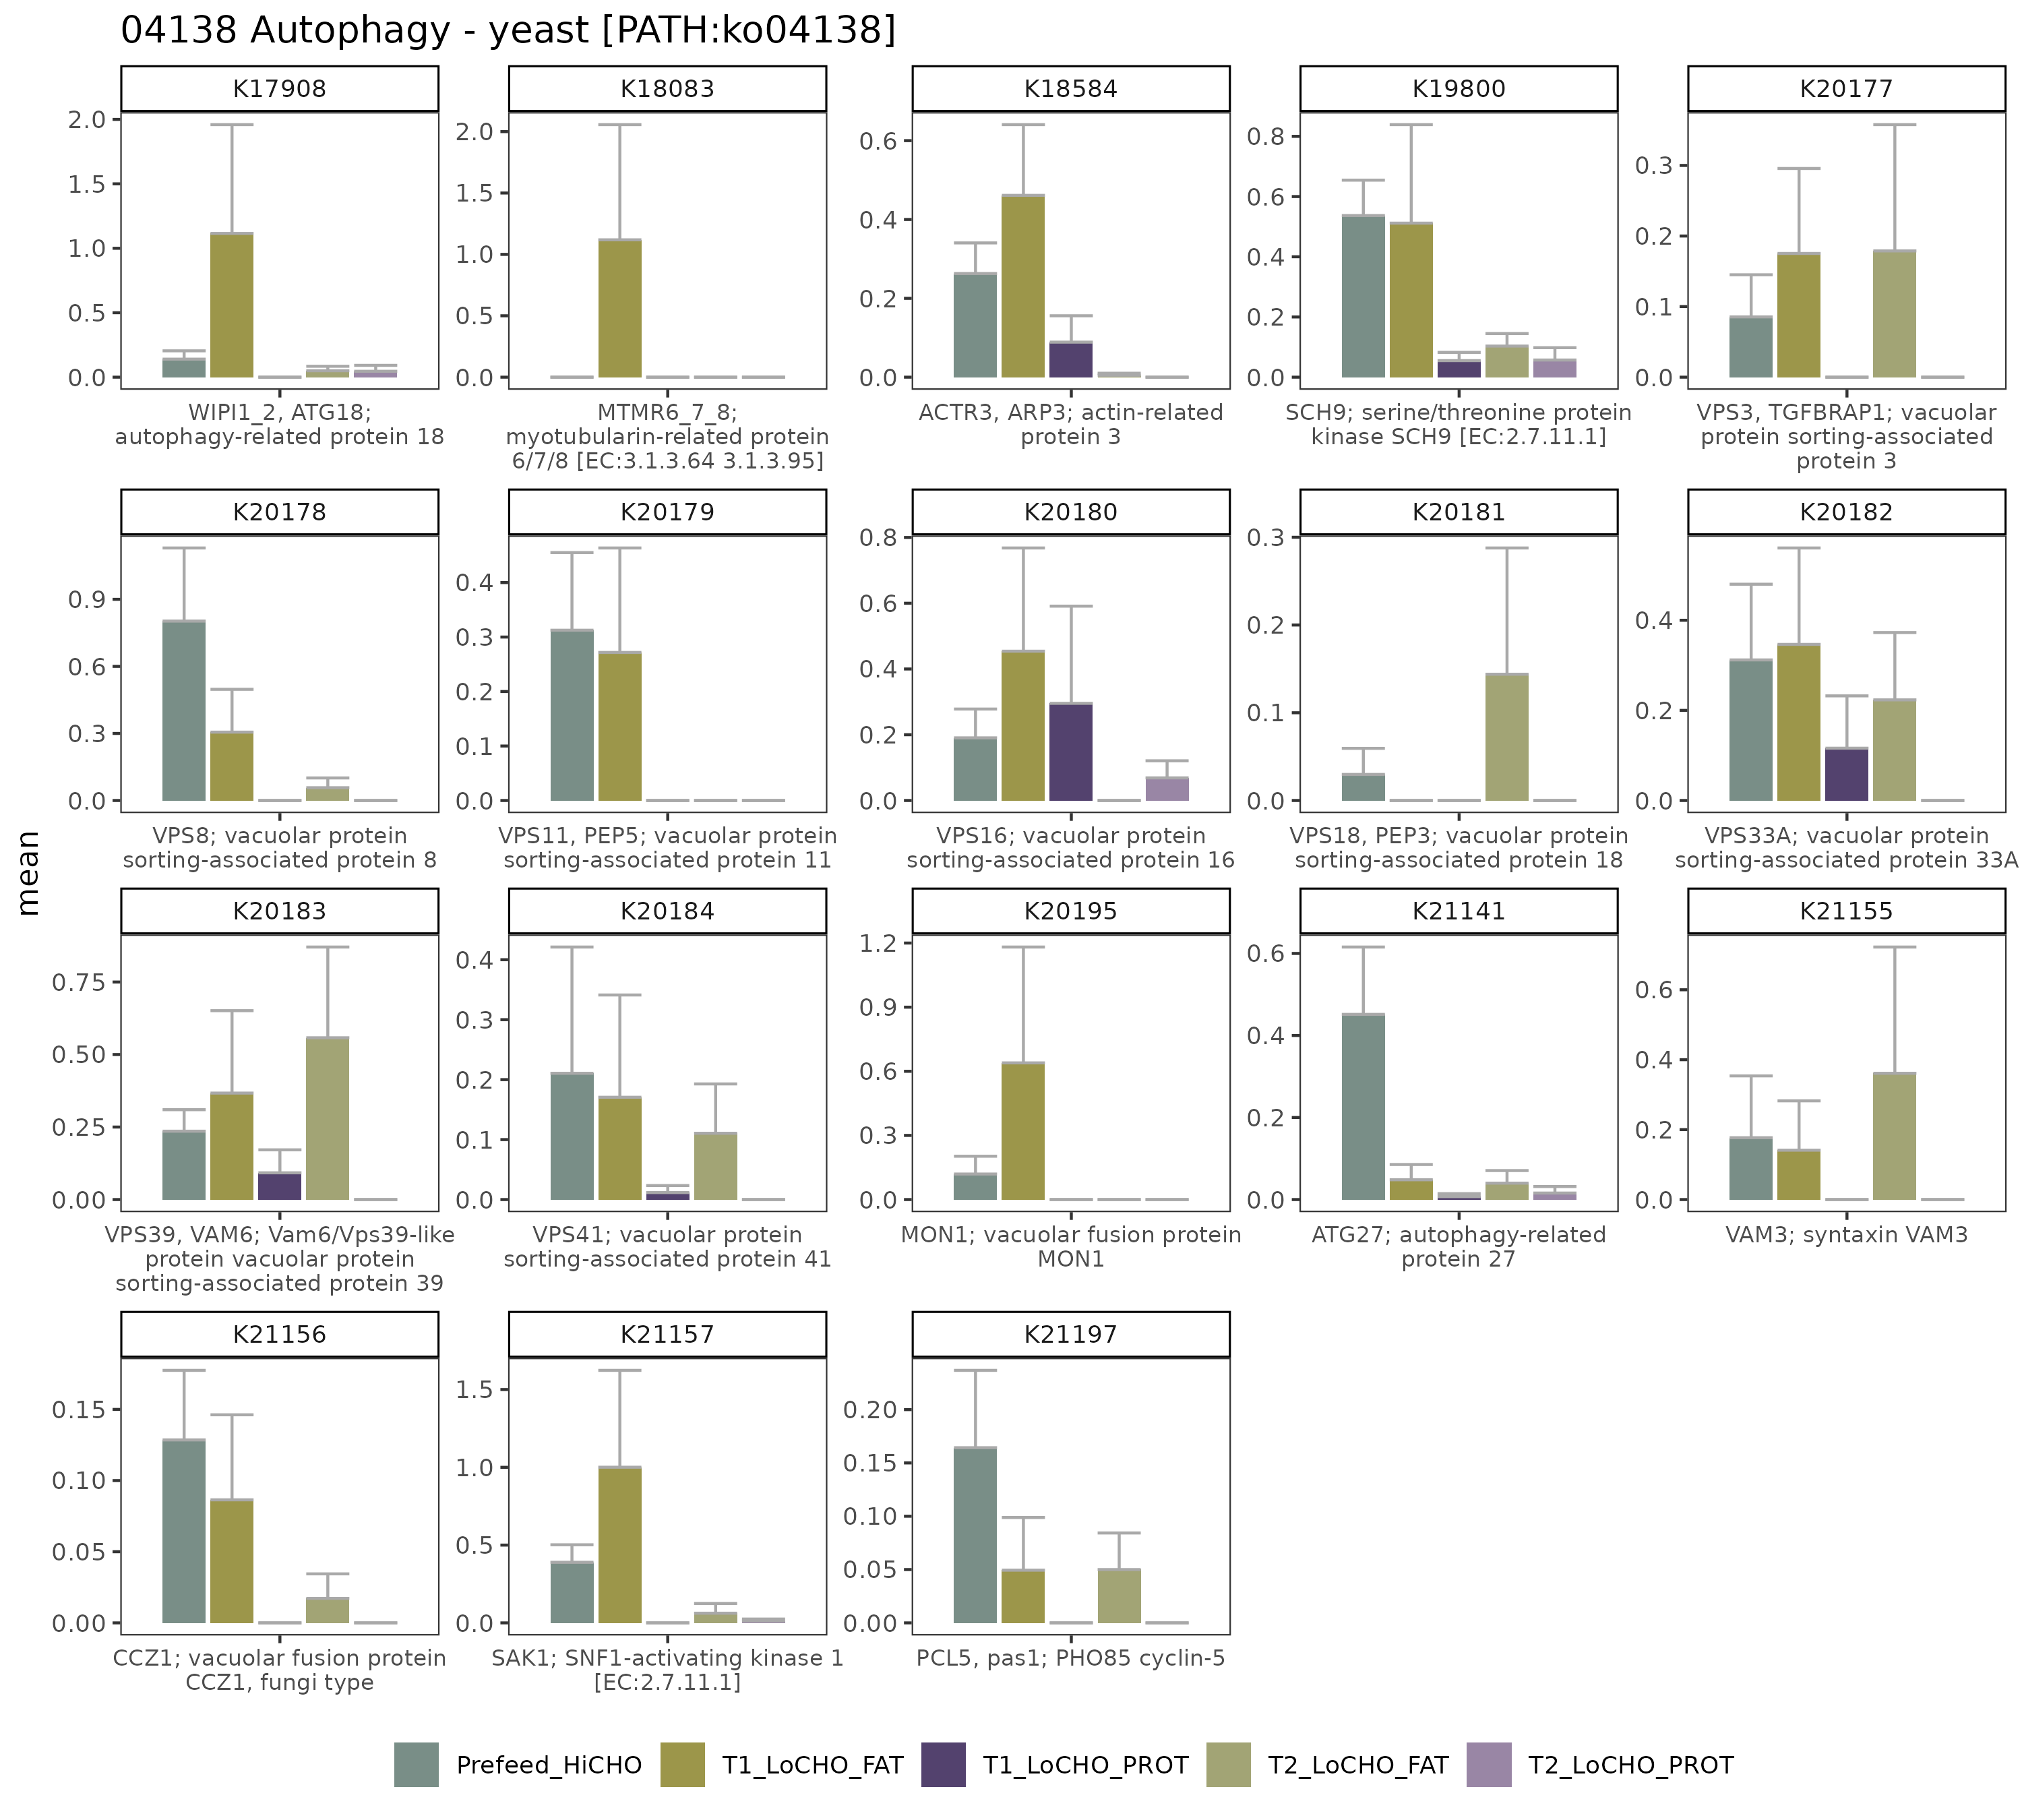 04138 Autophagy - yeast [PATH:ko04138]
mean
K17908
2.0
1.5
1.0
0.5
0.0
WIPI1_2, ATG18;
autophagy-related protein 18
K18083
2.0
1.5
1.0
0.5
0.0
MTMR6_7_8;
myotubularin-related protein
6/7/8 [EC:3.1.3.64 3.1.3.95]
K18584
0.6
0.4
0.2
0.0
ACTR3, ARP3; actin-related
protein 3
K19800
0.8
0.6
0.4
0.2
0.0
SCH9; serine/threonine protein
kinase SCH9 [EC:2.7.11.1]
K20177
0.3
0.2
0.1
0.0
VPS3, TGFBRAP1; vacuolar
protein sorting-associated
protein 3
K20178
0.9
0.6
0.3
0.0
VPS8; vacuolar protein
sorting-associated protein 8
K20179
0.4
0.3
0.2
0.1
0.0
VPS11, PEP5; vacuolar protein
sorting-associated protein 11
K20180
0.8
0.6
0.4
0.2
0.0
VPS16; vacuolar protein
sorting-associated protein 16
K20181
0.3
0.2
0.1
0.0
VPS18, PEP3; vacuolar protein
sorting-associated protein 18
K20182
0.4
0.2
0.0
VPS33A; vacuolar protein
sorting-associated protein 33A
K20183
0.75
0.50
0.25
0.00
VPS39, VAM6; Vam6/Vps39-like
protein vacuolar protein
sorting-associated protein 39
K20184
0.4
0.3
0.2
0.1
0.0
VPS41; vacuolar protein
sorting-associated protein 41
K20195
1.2
0.9
0.6
0.3
0.0
MON1; vacuolar fusion protein
MON1
K21141
0.6
0.4
0.2
0.0
ATG27; autophagy-related
protein 27
K21155
0.6
0.4
0.2
0.0
VAM3; syntaxin VAM3
K21156
0.15
0.10
0.05
0.00
CCZ1; vacuolar fusion protein
CCZ1, fungi type
K21157
1.5
1.0
0.5
0.0
SAK1; SNF1-activating kinase 1
[EC:2.7.11.1]
K21197
0.20
0.15
0.10
0.05
0.00
PCL5, pas1; PHO85 cyclin-5
Prefeed_HiCHO
T1_LoCHO_FAT
T1_LoCHO_PROT
T2_LoCHO_FAT
T2_LoCHO_PROT